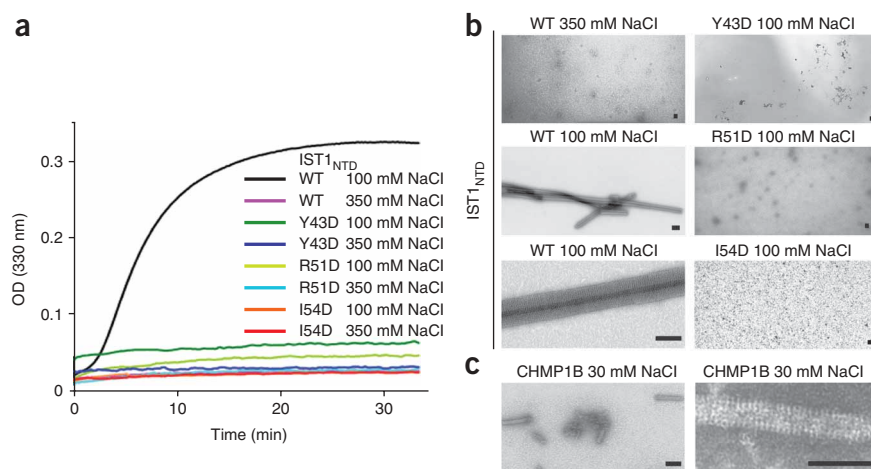 a
OD (330 nm)
0.3
0.2
0.1
0
0 10 20 30
Time (min)
IST1NTD
WT 100 mM NaCl
WT 350 mM NaCl
Y43D 100 mM NaCl
Y43D 350 mM NaCl
R51D 100 mM NaCl
R51D 350 mM NaCl
I54D 100 mM NaCl
I54D 350 mM NaCl
b
IST1NTD
WT 350 mM NaCl Y43D 100 mM NaCl
WT 100 mM NaCl R51D 100 mM NaCl
WT 100 mM NaCl I54D 100 mM NaCl
c
CHMP1B 30 mM NaCl CHMP1B 30 mM NaCl